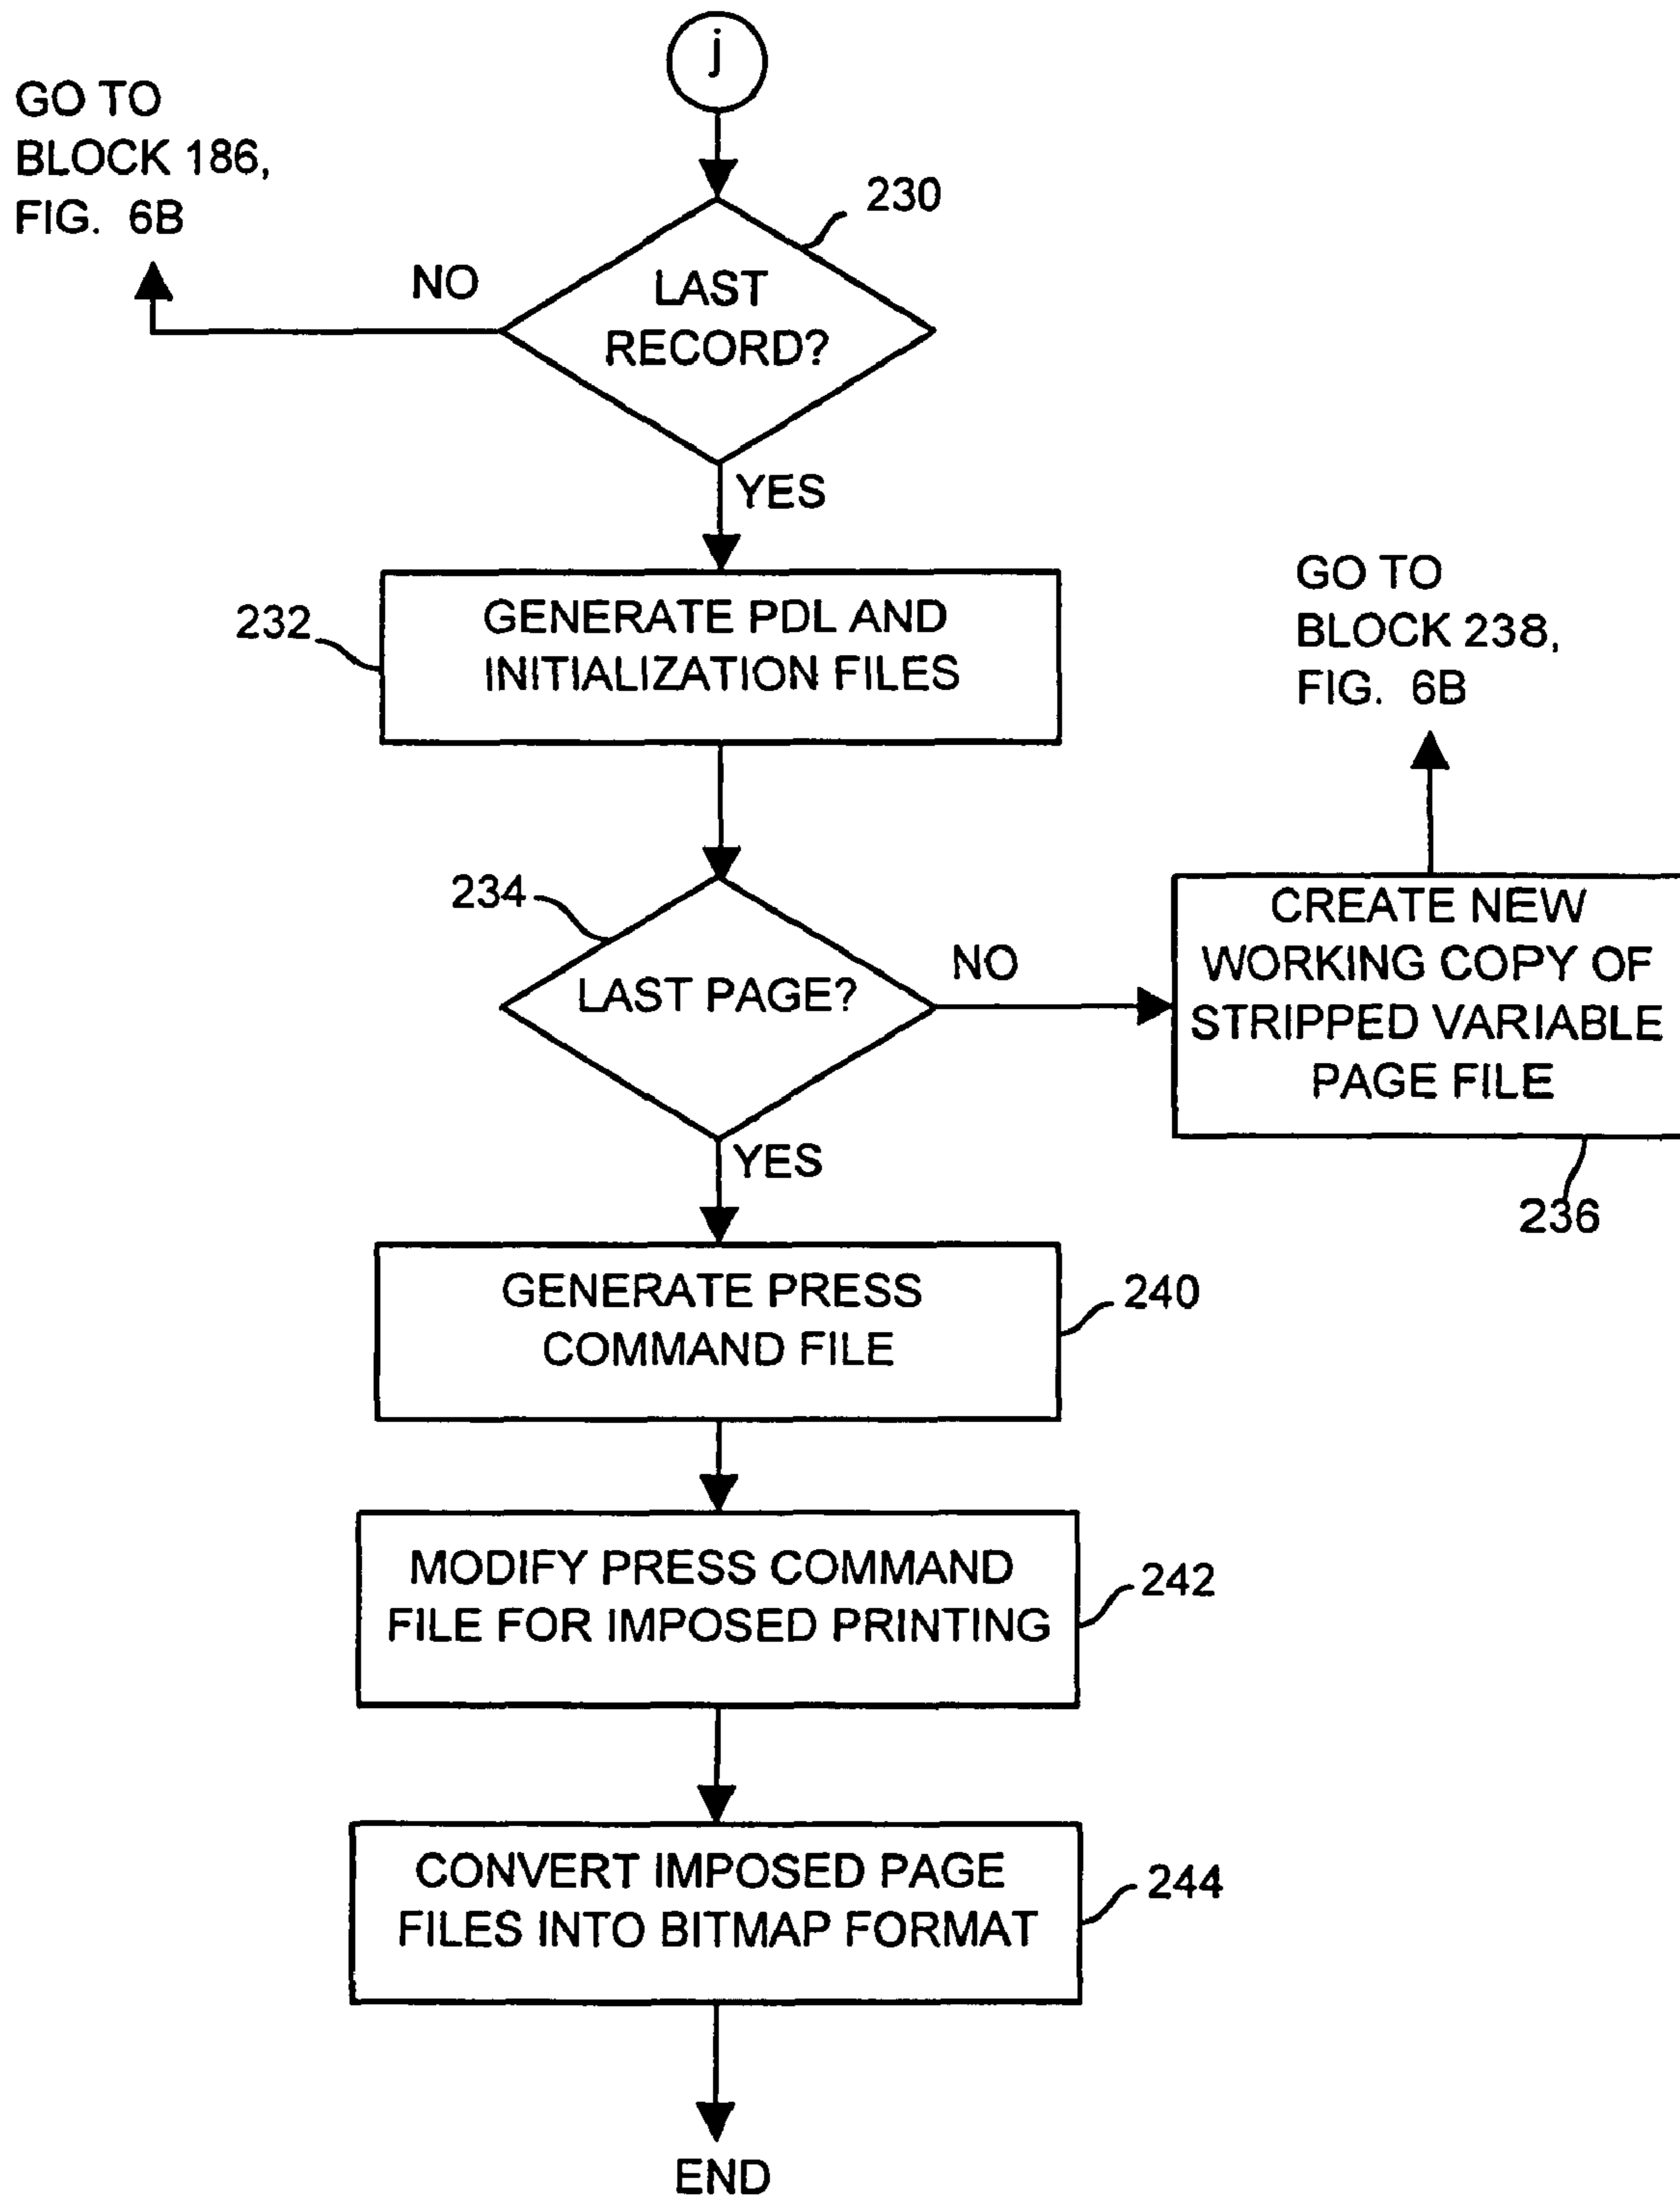 j
GO TO
BLOCK 186,
FIG. 6B
230
NO
LAST
RECORD?
YES
232
GENERATE PDL AND
INITIALIZATION FILES
GO TO
BLOCK 238,
FIG. 6B
234
LAST PAGE?
NO
CREATE NEW
WORKING COPY OF
STRIPPED VARIABLE
PAGE FILE
236
YES
GENERATE PRESS
COMMAND FILE
240
MODIFY PRESS COMMAND
FILE FOR IMPOSED PRINTING
242
CONVERT IMPOSED PAGE
FILES INTO BITMAP FORMAT
244
END